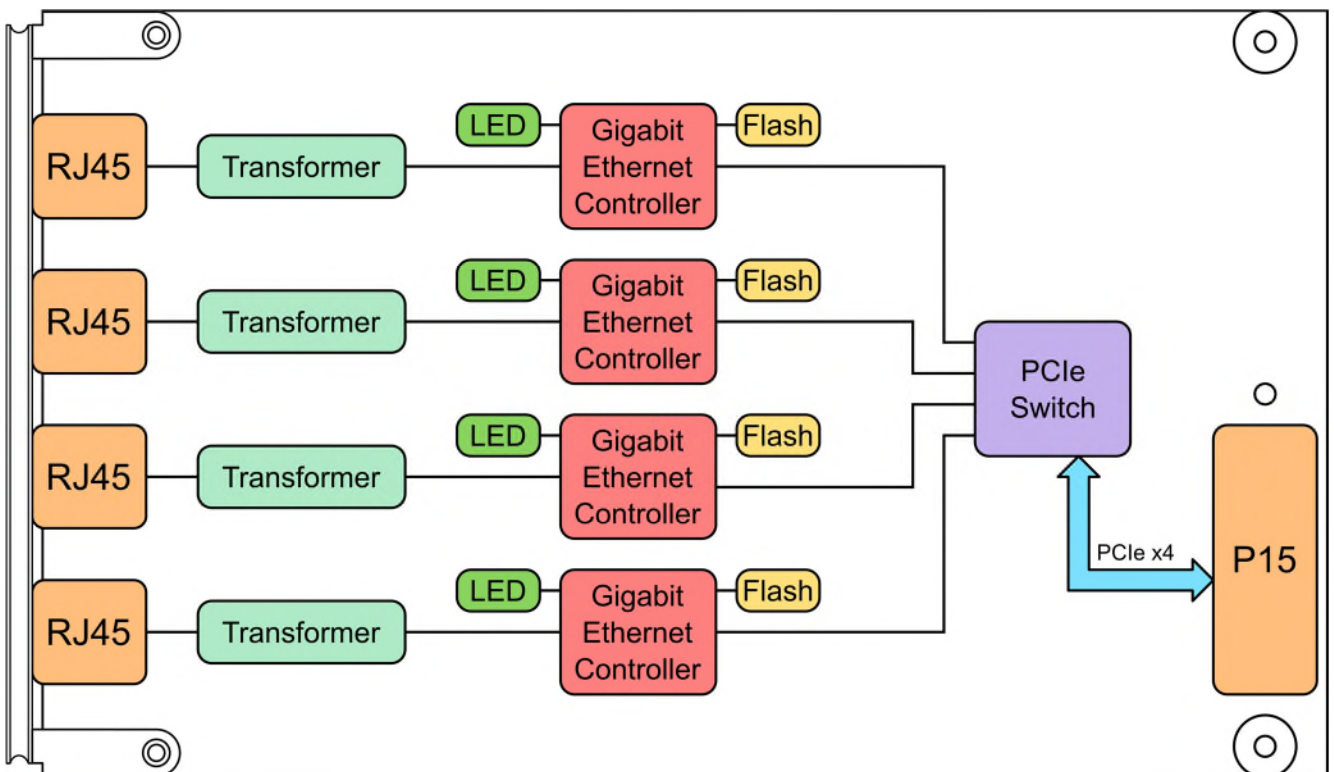 LED
Gigabit
Ethernet
Controller
Flash
RJ45
Transformer
LED
Gigabit
Ethernet
Controller
Flash
RJ45
Transformer
PCIe
Switch
LED
Gigabit
Ethernet
Controller
Flash
RJ45
Transformer
PCIe x4
P15
LED
Gigabit
Ethernet
Controller
Flash
RJ45
Transformer